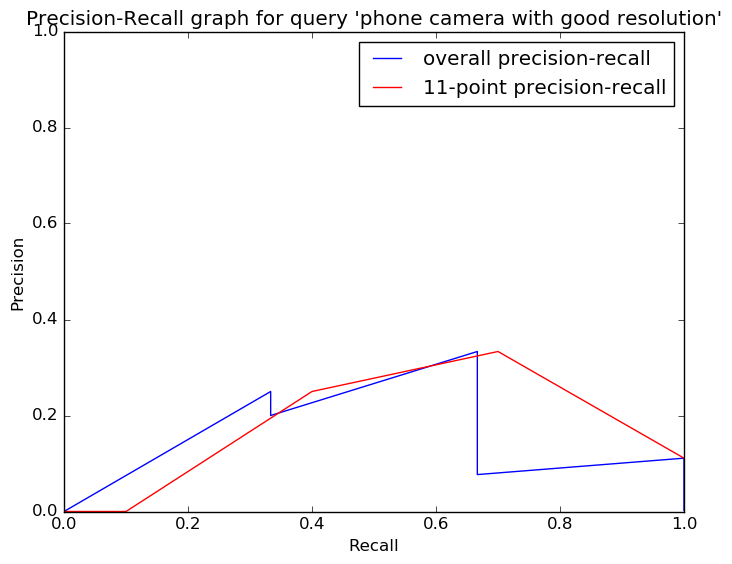 Precision-Recall graph for query 'phone camera with good resolution'
overall precision-recall
11-point precision-recall
1.0
0.8
0.6
0.4
0.2
0.0
Precision
0.0 0.2 0.4 0.6 0.8 1.0
Recall